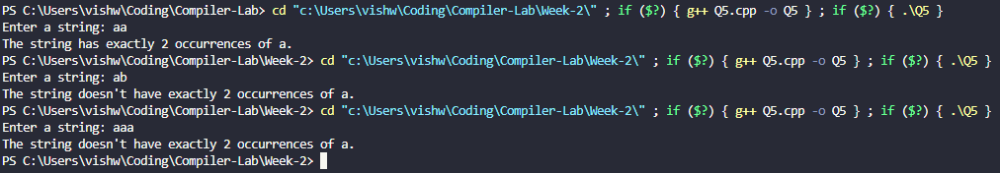 PS C:\Users\vishw\Coding\Compiler-Lab> cd "c:\Users\vishw\Coding\Compiler-Lab\Week-2\" ; if ($?) { g++ Q5.cpp -o Q5 } ; if ($?) { .\Q5 }
Enter a string: aa
The string has exactly 2 occurrences of a.
PS C:\Users\vishw\Coding\Compiler-Lab\Week-2> cd "c:\Users\vishw\Coding\Compiler-Lab\Week-2\" ; if ($?) { g++ Q5.cpp -o Q5 } ; if ($?) { .\Q5 }
Enter a string: ab
The string doesn't have exactly 2 occurrences of a.
PS C:\Users\vishw\Coding\Compiler-Lab\Week-2> cd "c:\Users\vishw\Coding\Compiler-Lab\Week-2\" ; if ($?) { g++ Q5.cpp -o Q5 } ; if ($?) { .\Q5 }
Enter a string: aaa
The string doesn't have exactly 2 occurrences of a.
PS C:\Users\vishw\Coding\Compiler-Lab\Week-2>